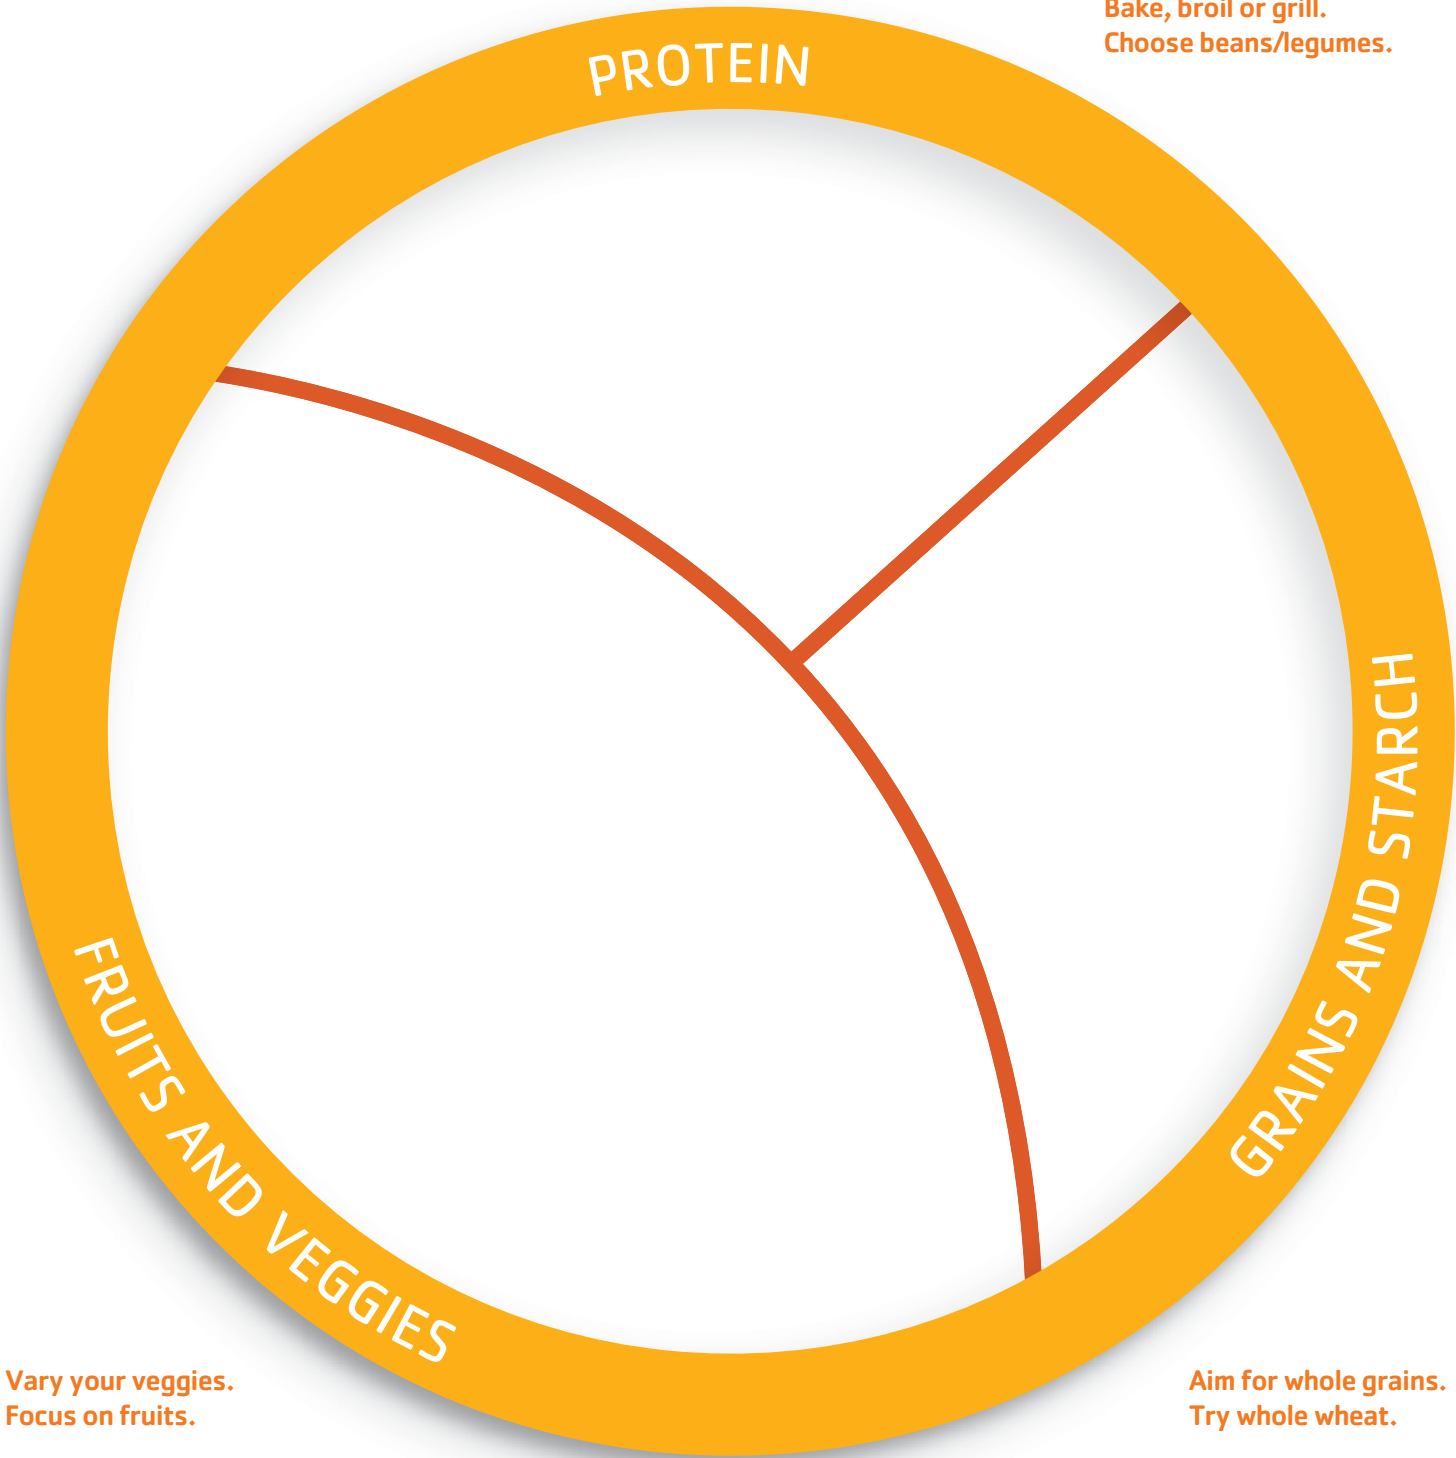 Bake, broil or grill.
Choose beans/legumes.
PROTEIN
GRAINS AND STARCH
FRUITS AND VEGGIES
Vary your veggies.
Focus on fruits.
Aim for whole grains.
Try whole wheat.